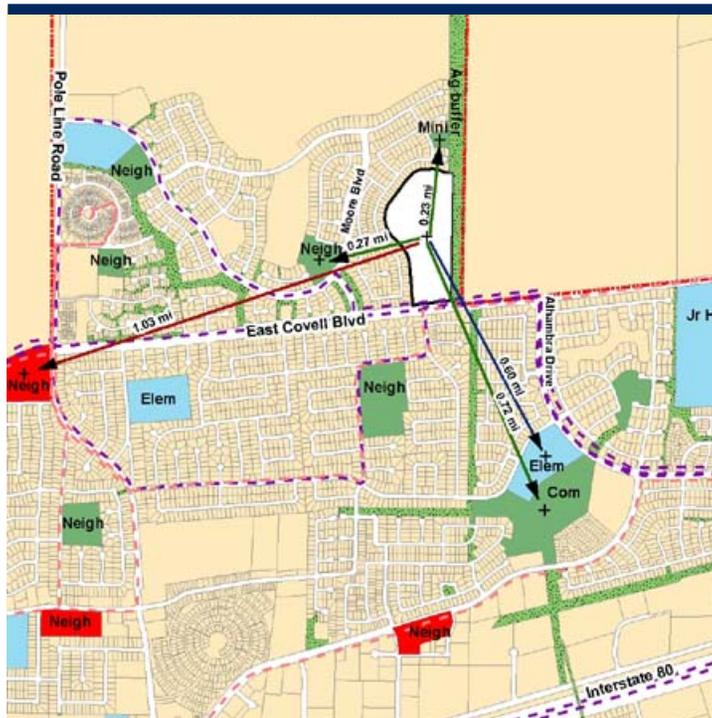 Pole Line Road
Ag buffer
Mini
Neigh
Moore Blvd
0.23 mi
Neigh
0.27 mi
Neigh
1.03 mi
East Covell Blvd
Alhambra Drive
Jr H
Neigh
Elem
Neigh
0.60 mi
0.72 mi
Elem
Com
Neigh
Neigh
Neigh
Interstate 80